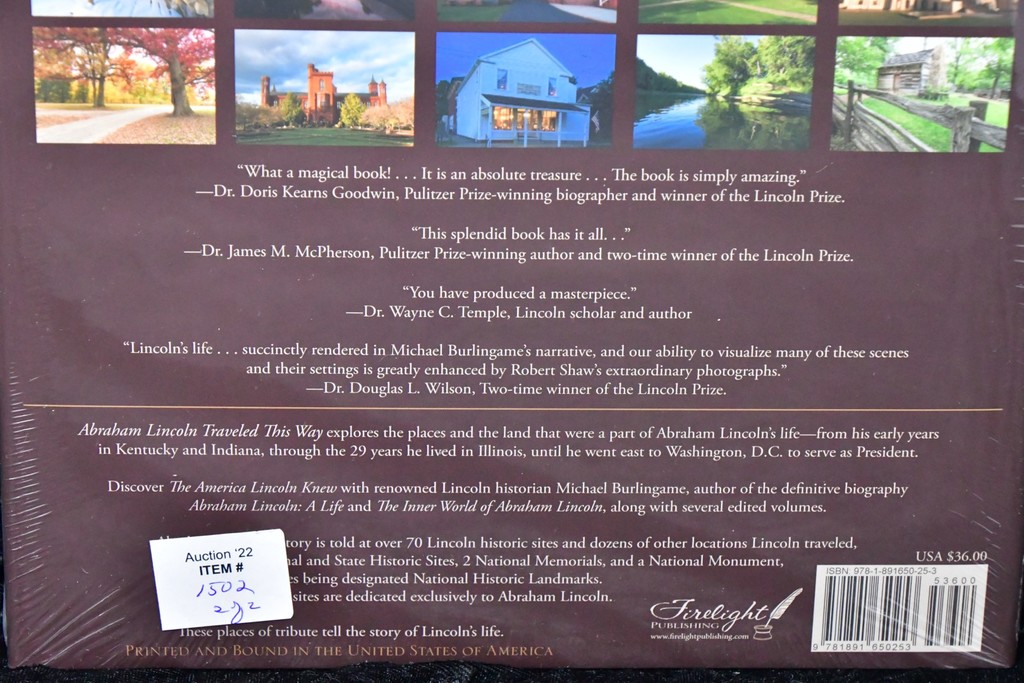 “What a magical book! . . . It is an absolute treasure . . . The book is simply amazing.”
—Dr. Doris Kearns Goodwin, Pulitzer Prize-winning biographer and winner of the Lincoln Prize.
“This splendid book has it all. . .”
—Dr. James M. McPherson, Pulitzer Prize-winning author and two-time winner of the Lincoln Prize.
“You have produced a masterpiece.”
—Dr. Wayne C. Temple, Lincoln scholar and author
“Lincoln’s life . . . succinctly rendered in Michael Burlingame’s narrative, and our ability to visualize many of these scenes
and their settings is greatly enhanced by Robert Shaw’s extraordinary photographs.”
—Dr. Douglas L. Wilson, Two-time winner of the Lincoln Prize.
Abraham Lincoln Traveled This Way explores the places and the land that were a part of Abraham Lincoln’s life—from his early years
in Kentucky and Indiana, through the 29 years he lived in Illinois, until he went east to Washington, D.C. to serve as President.
Discover The America Lincoln Knew with renowned Lincoln historian Michael Burlingame, author of the definitive biography
Abraham Lincoln: A Life and The Inner World of Abraham Lincoln, along with several edited volumes.
tory is told at over 70 Lincoln historic sites and dozens of other locations Lincoln traveled,
nal and State Historic Sites, 2 National Memorials, and a National Monument,
s being designated National Historic Landmarks.
sites are dedicated exclusively to Abraham Lincoln.
These places of tribute tell the story of Lincoln’s life.
PRINTED AND BOUND IN THE UNITED STATES OF AMERICA
Auction '22
ITEM #
1502
2 of 2
Firelight
PUBLISHING
www.firelightpublishing.com
USA $36.00
ISBN: 978-1-891650-25-3
53600
9 781891 650253